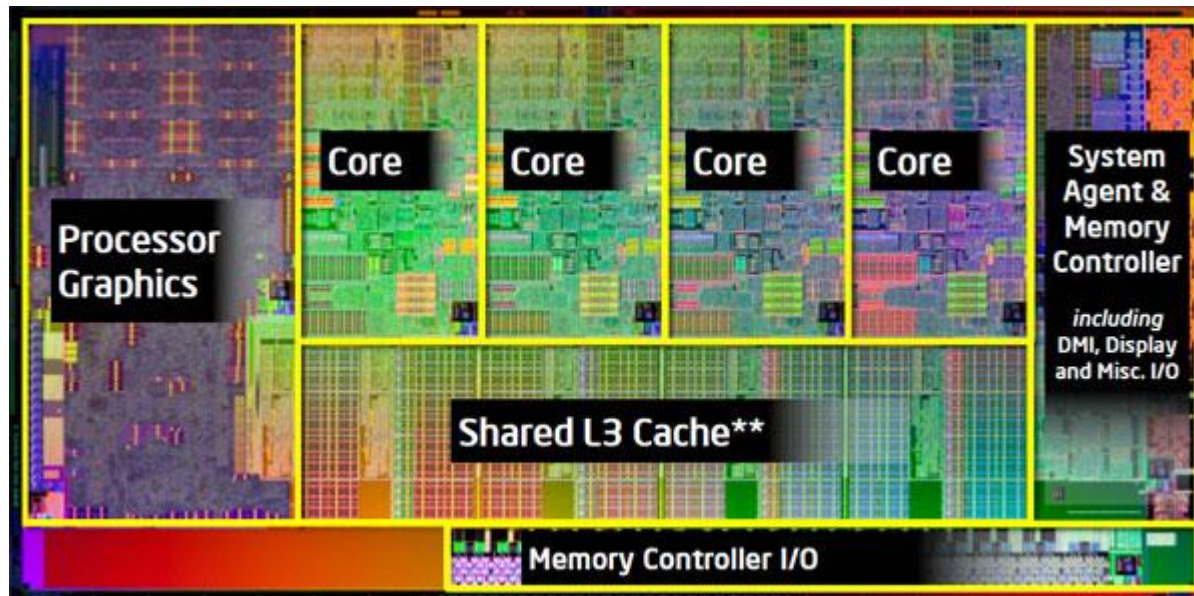 Processor
Graphics
Core
Core
Core
Core
System
Agent &
Memory
Controller
including
DMI, Display
and Misc. I/O
Shared L3 Cache**
Memory Controller I/O